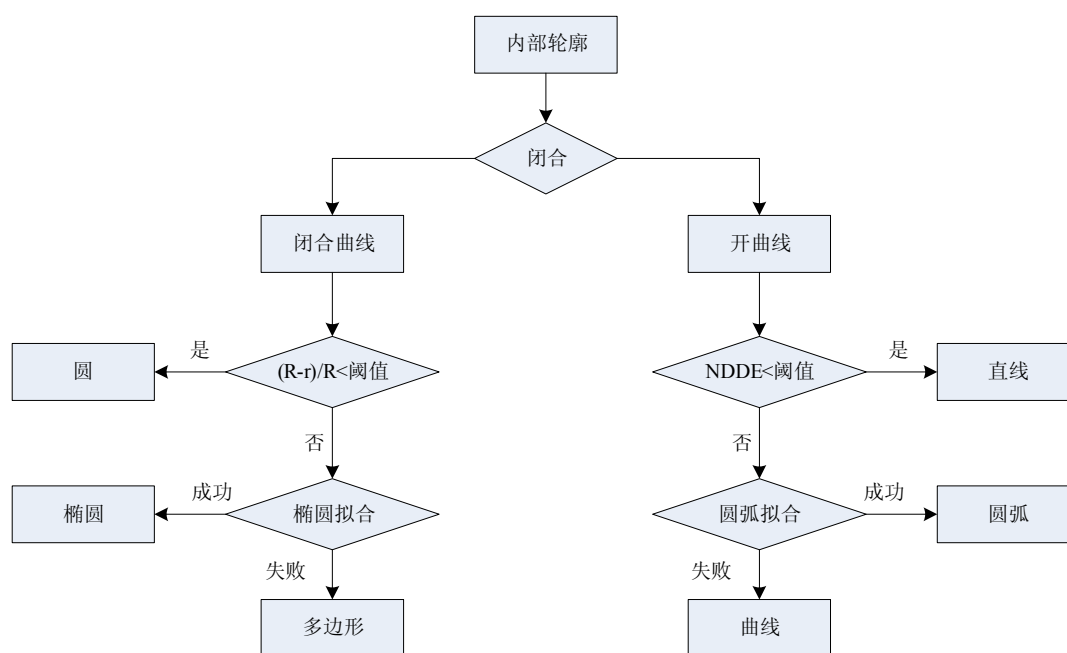 内部轮廓
闭合
闭合曲线
开曲线
圆
是
(R-r)/R<阈值
NDDE<阈值
是
直线
否
否
椭圆
成功
椭圆拟合
圆弧拟合
成功
圆弧
失败
失败
多边形
曲线